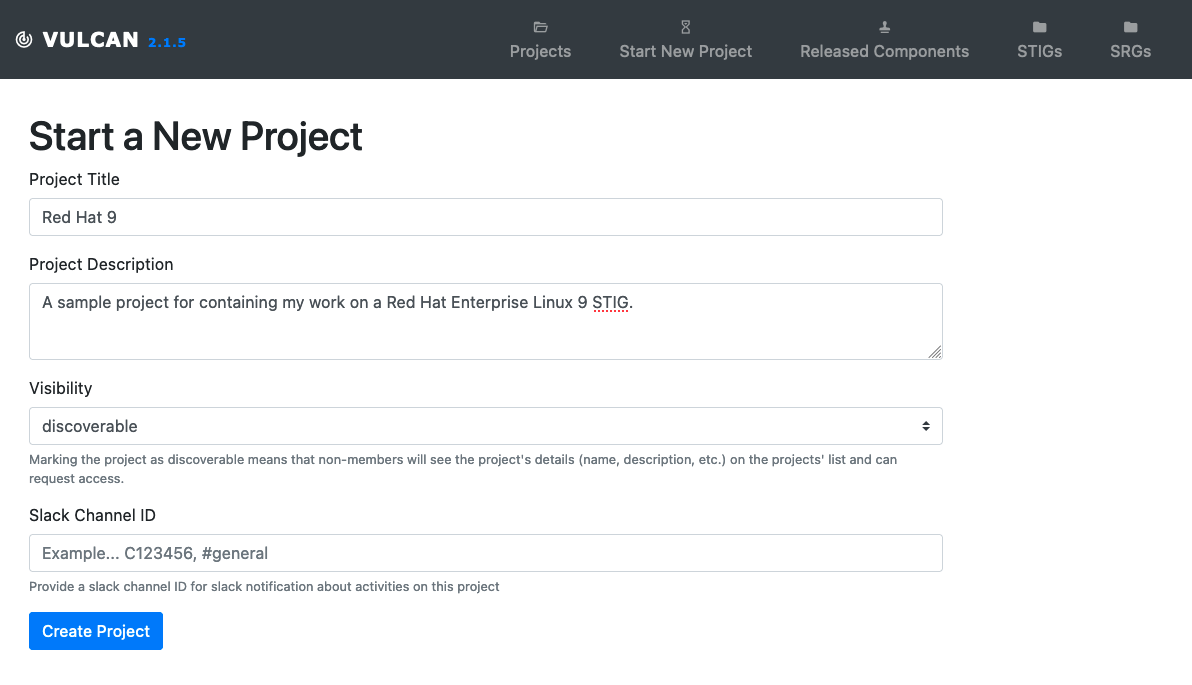 VULCAN 2.1.5
Projects
Start New Project
Released Components
STIGs
SRGs
Start a New Project
Project Title
Red Hat 9
Project Description
A sample project for containing my work on a Red Hat Enterprise Linux 9 STIG.
Visibility
discoverable
Marking the project as discoverable means that non-members will see the project's details (name, description, etc.) on the projects' list and can
request access.
Slack Channel ID
Example... C123456, #general
Provide a slack channel ID for slack notification about activities on this project
Create Project